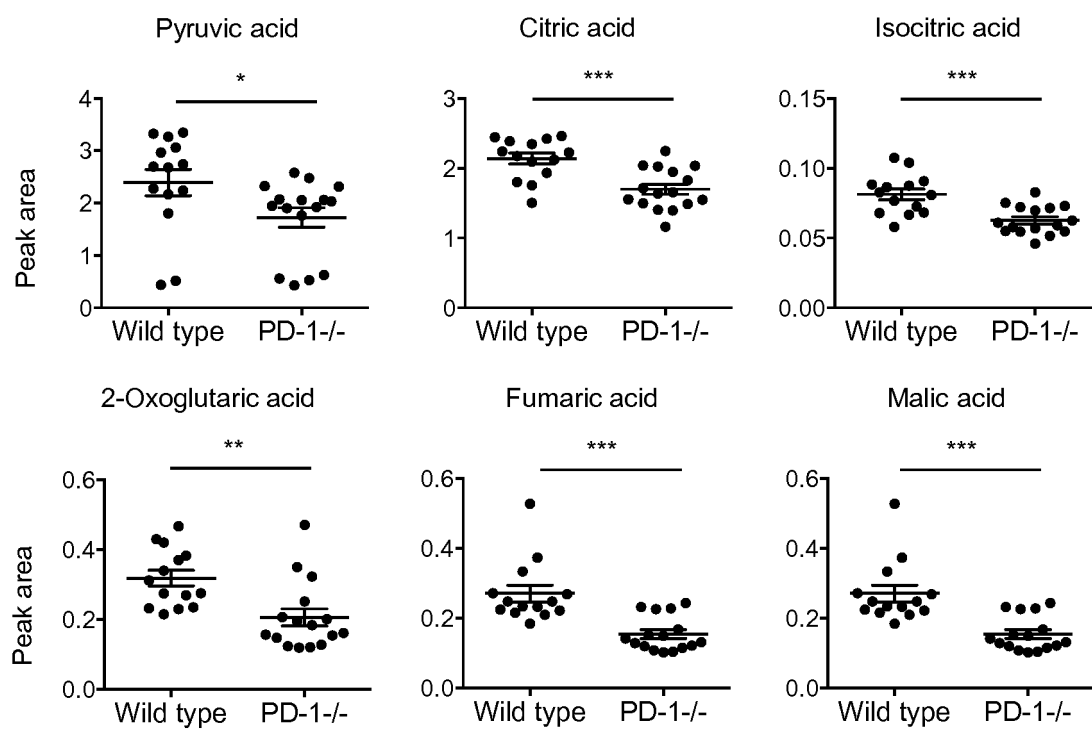 Pyruvic acid
Citric acid
Isocitric acid
*
***
***
Peak area
4
3
2
1
0
3
2
1
0
0.15
0.10
0.05
0.00
Wild type PD-1-/-
Wild type PD-1-/-
Wild type PD-1-/-
2-Oxoglutaric acid
Fumaric acid
Malic acid
**
***
***
Peak area
0.6
0.4
0.2
0.0
0.6
0.4
0.2
0.0
0.6
0.4
0.2
0.0
Wild type PD-1-/-
Wild type PD-1-/-
Wild type PD-1-/-